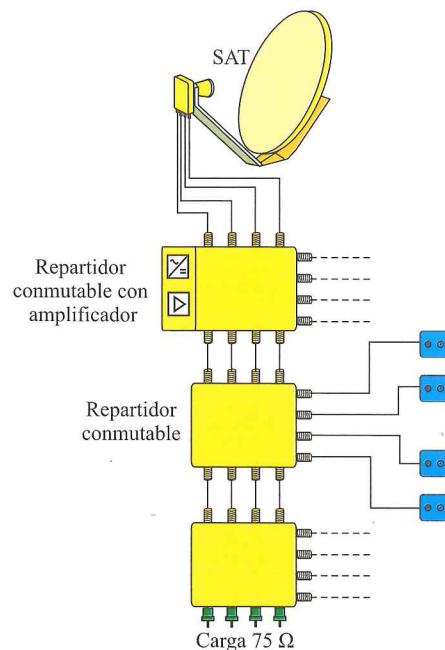 SAT
Repartidor
conmutable con
amplificador
Repartidor
conmutable
Carga 75 Ω